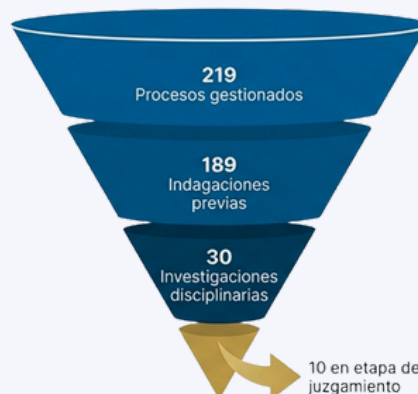 219
Procesos gestionados
189
Indagaciones
previas
30
Investigaciones
disciplinarias
10 en etapa de
juzgamiento